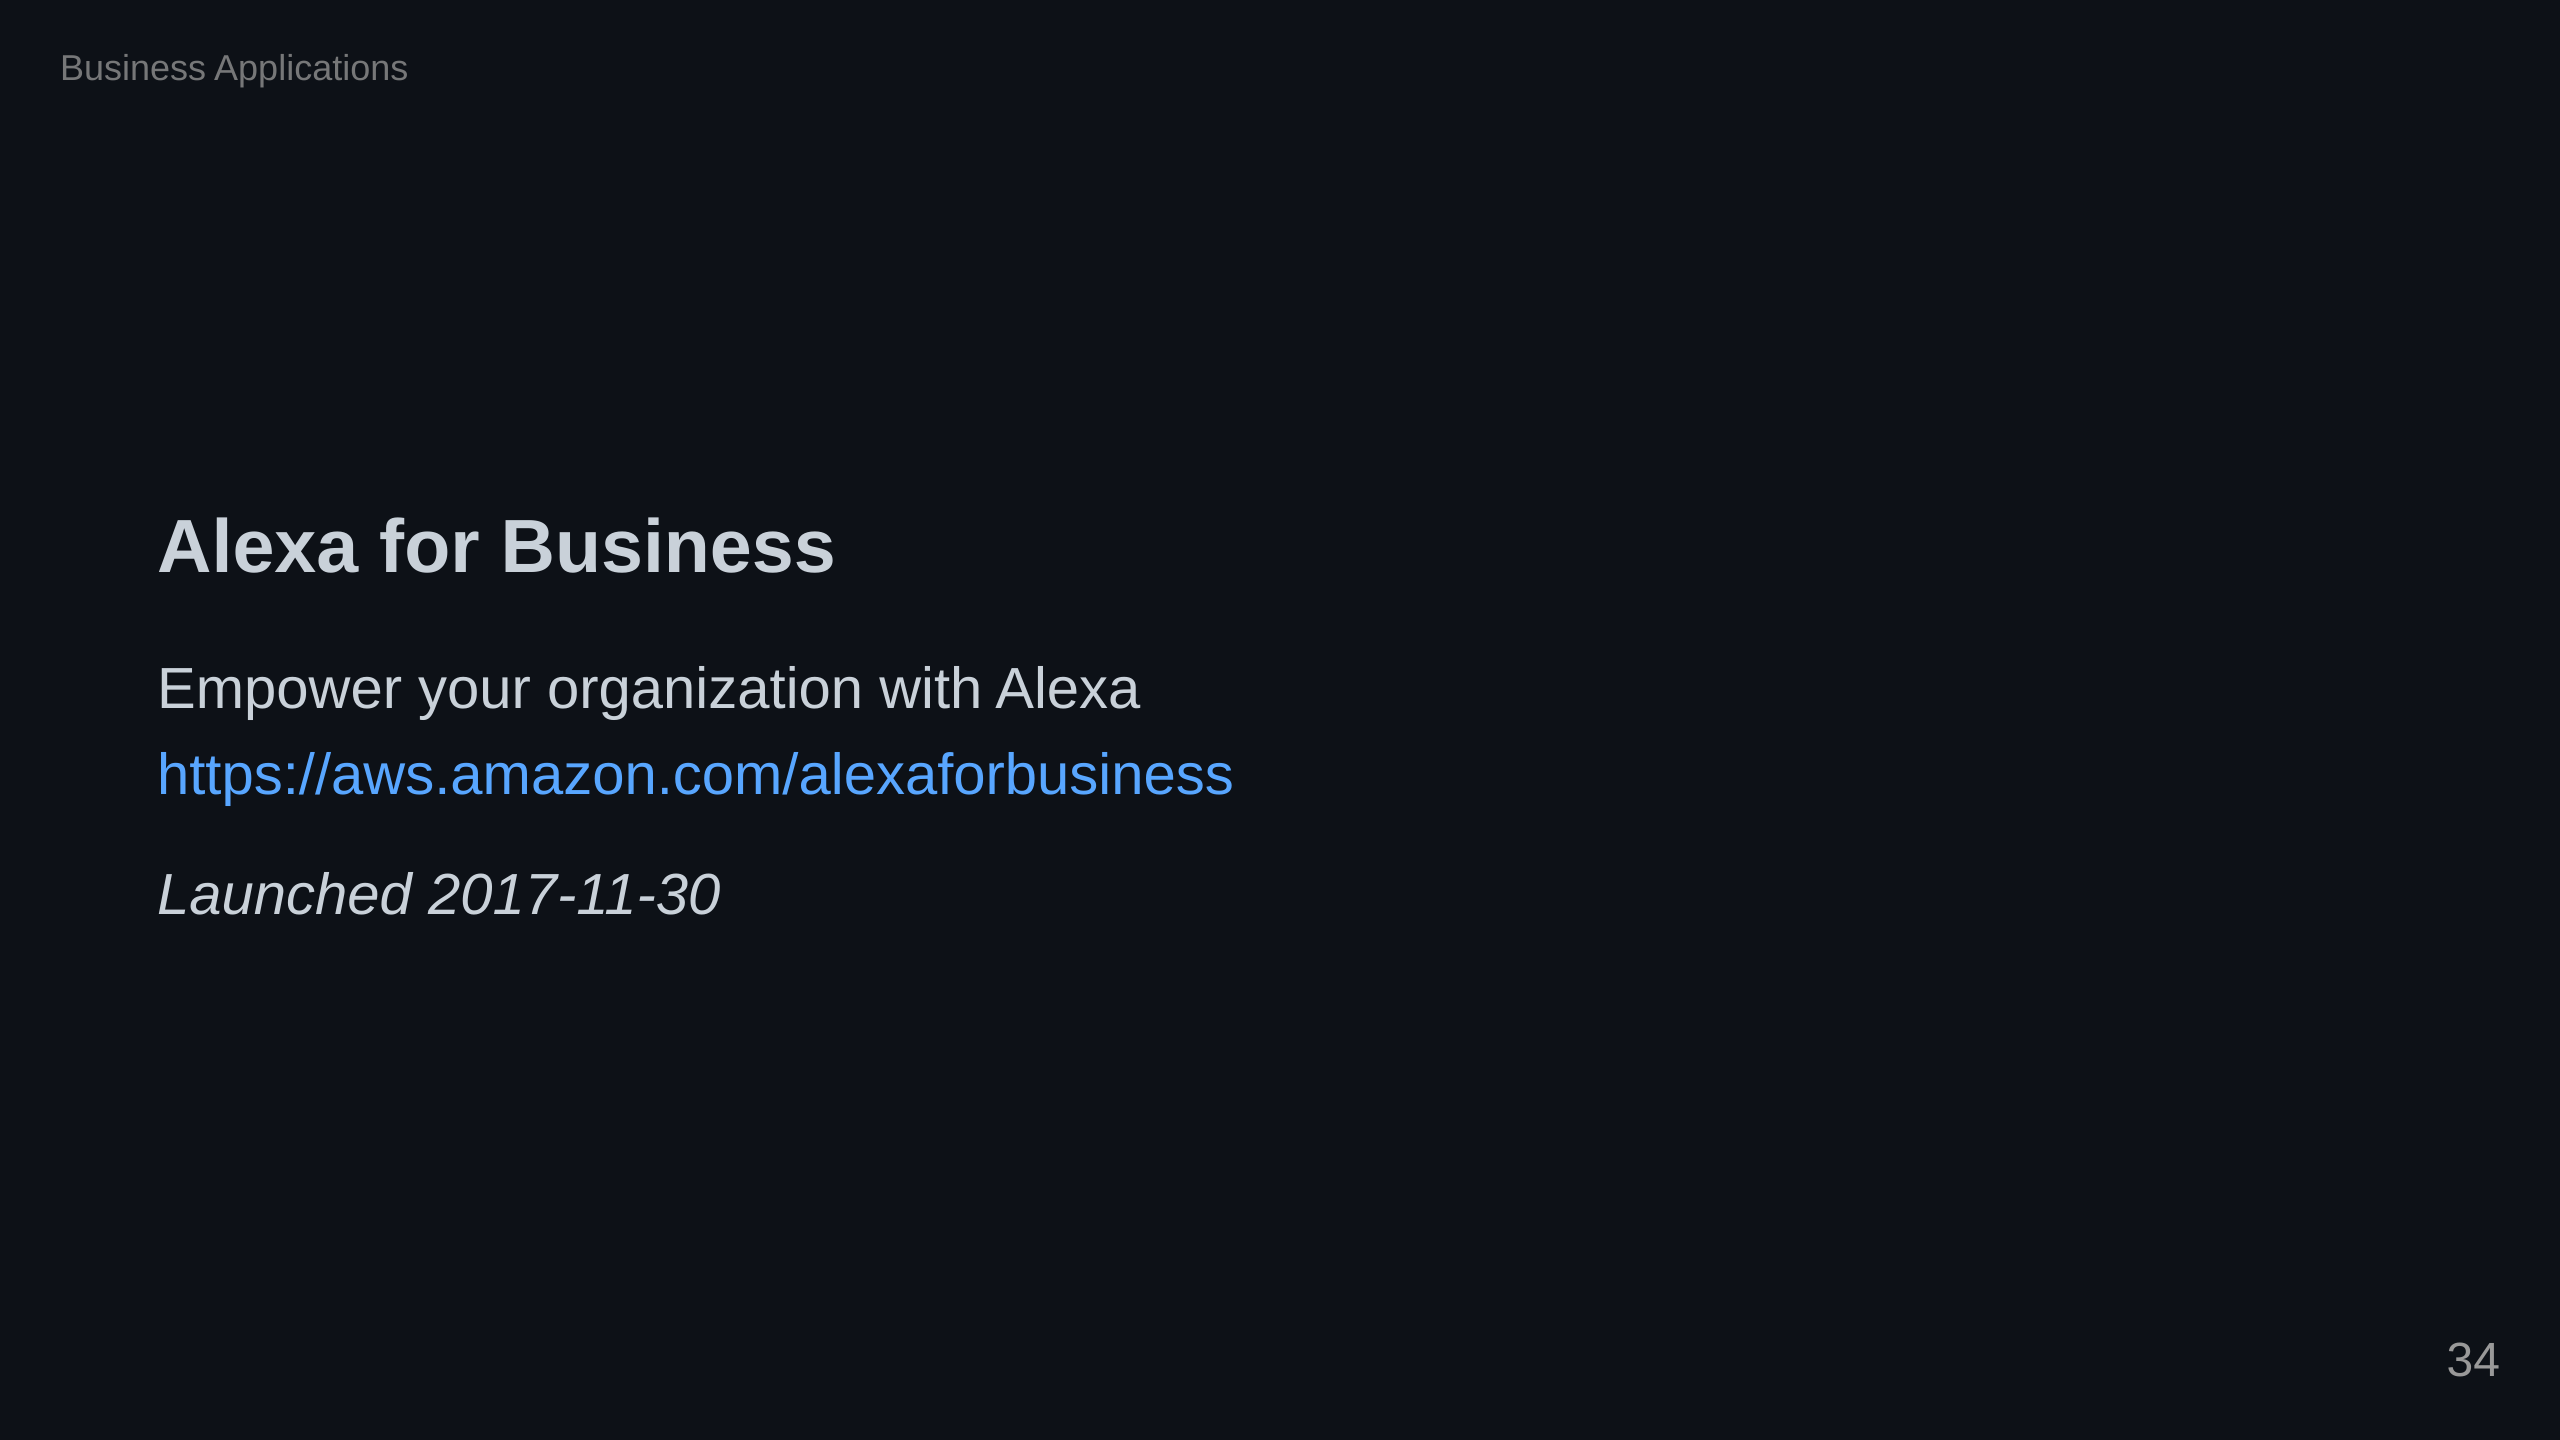 Business Applications
Alexa for Business
Empower your organization with Alexa
https://aws.amazon.com/alexaforbusiness
Launched 2017-11-30
34